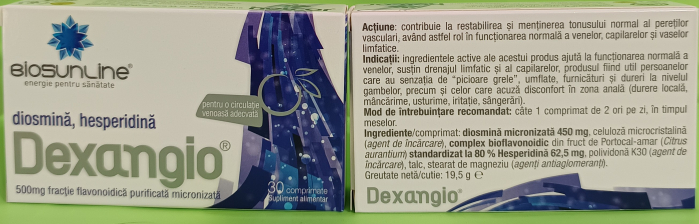 BIOSUNLINE®
energie pentru sănătate
pentru o circulație
venoasă adecvată
diosmină, hesperidină
Dexangio®
500mg fracție flavonoidică purificată micronizată
30 comprimate
Supliment alimentar
Acțiune: contribuie la restabilirea și menținerea tonusului normal al pereților
vasculari, având astfel rol în funcționarea normală a venelor, capilarelor și vaselor
limfatice.
Indicații: ingredientele active ale acestui produs ajută la funcționarea normală a
venelor, susțin drenajul limfatic și al capilarelor, produsul fiind util persoanelor
care au senzația de “picioare grele”, umflate, furnicături și dureri la nivelul
gambelor, precum și celor care acuză disconfort în zona anală (durere locală,
mâncărime, usturime, iritație, sângerări).
Mod de întrebuințare recomandat: câte 1 comprimat de 2 ori pe zi, în timpul
meselor.
Ingrediente/comprimat: diosmină micronizată 450 mg, celuloză microcristalină
(agent de încărcare), complex bioflavonoidic din fruct de Portocal-amar (Citrus
aurantium) standardizat la 80 % Hesperidină 62,5 mg, polividonă K30 (agent de
încărcare), talc, stearat de magneziu (agenți antiaglomeranți).
Greutate netă/cutie: 19,5 g ℮
Dexangio®